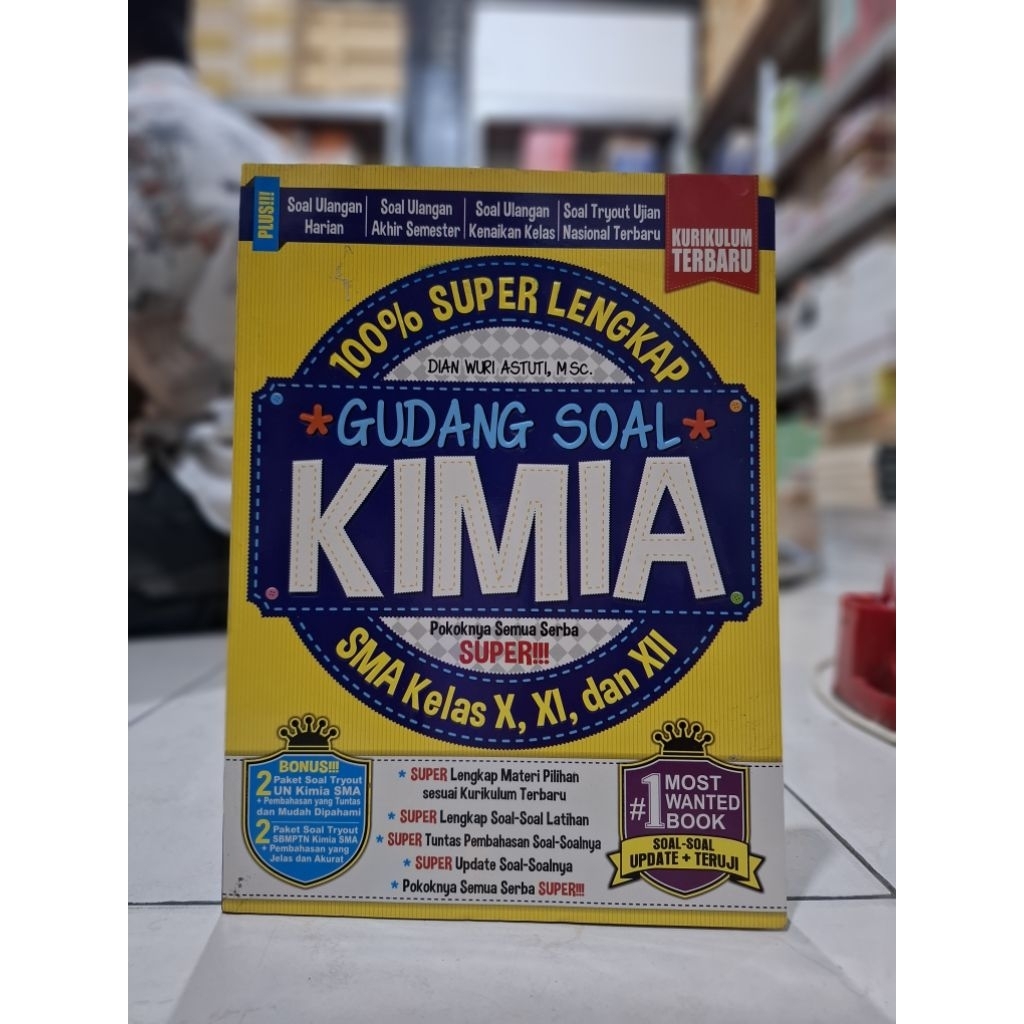 PLUS!!!
Soal Ulangan
Harian
Soal Ulangan
Akhir Semester
Soal Ulangan
Kenaikan Kelas
Soal Tryout Ujian
Nasional Terbaru
KURIKULUM
TERBARU
100% SUPER LENGKAP
DIAN WURI ASTUTI, M SC.
GUDANG SOAL
KIMIA
Pokoknya Semua Serba
SUPER!!!
SMA Kelas X, XI, dan XII
BONUS!!!
2 Paket Soal Tryout
UN Kimia SMA
+ Pembahasan yang Tuntas
dan Mudah Dipahami
2 Paket Soal Tryout
SBMPTN Kimia SMA
+ Pembahasan yang
Jelas dan Akurat
* SUPER Lengkap Materi Pilihan
sesuai Kurikulum Terbaru
* SUPER Lengkap Soal-Soal Latihan
* SUPER Tuntas Pembahasan Soal-Soalnya
* SUPER Update Soal-Soalnya
* Pokoknya Semua Serba SUPER!!!
#1 MOST
WANTED
BOOK
SOAL-SOAL
UPDATE + TERUJI